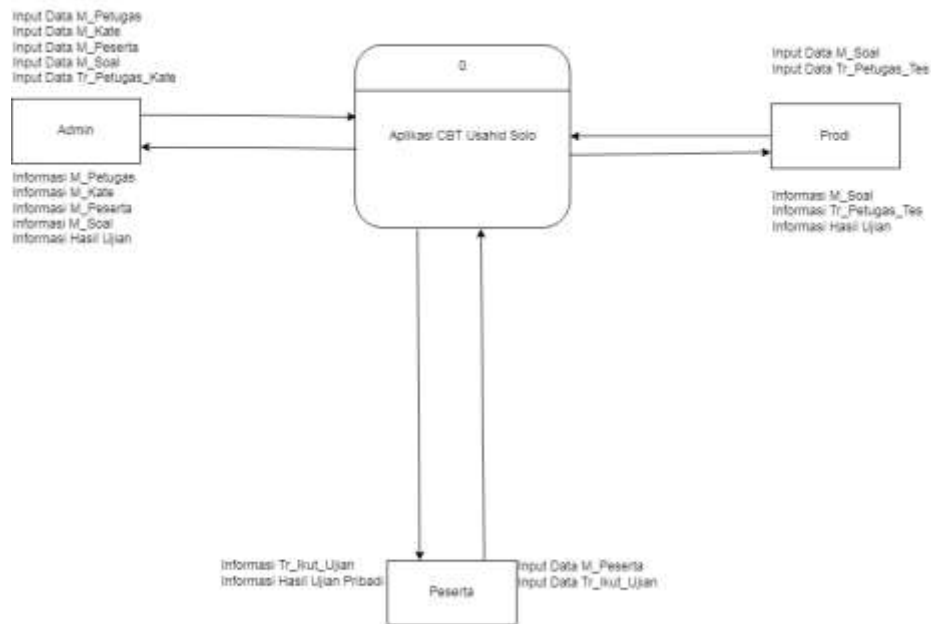 Input Data M_Petugas
Input Data M_Kate
Input Data M_Peserta
Input Data M_Soal
Input Data Tr_Petugas_Kate
Admin
Informasi M_Petugas
Informasi M_Kate
Informasi M_Peserta
Informasi M_Soal
Informasi Hasil Ujian
0
Aplikasi CBT Usahid Solo
Input Data M_Soal
Input Data Tr_Petugas_Tes
Prodi
Informasi M_Soal
Informasi Tr_Petugas_Tes
Informasi Hasil Ujian
Informasi Tr_Ikut_Ujian
Informasi Hasil Ujian Pribadi
Peserta
Input Data M_Peserta
Input Data Tr_Ikut_Ujian